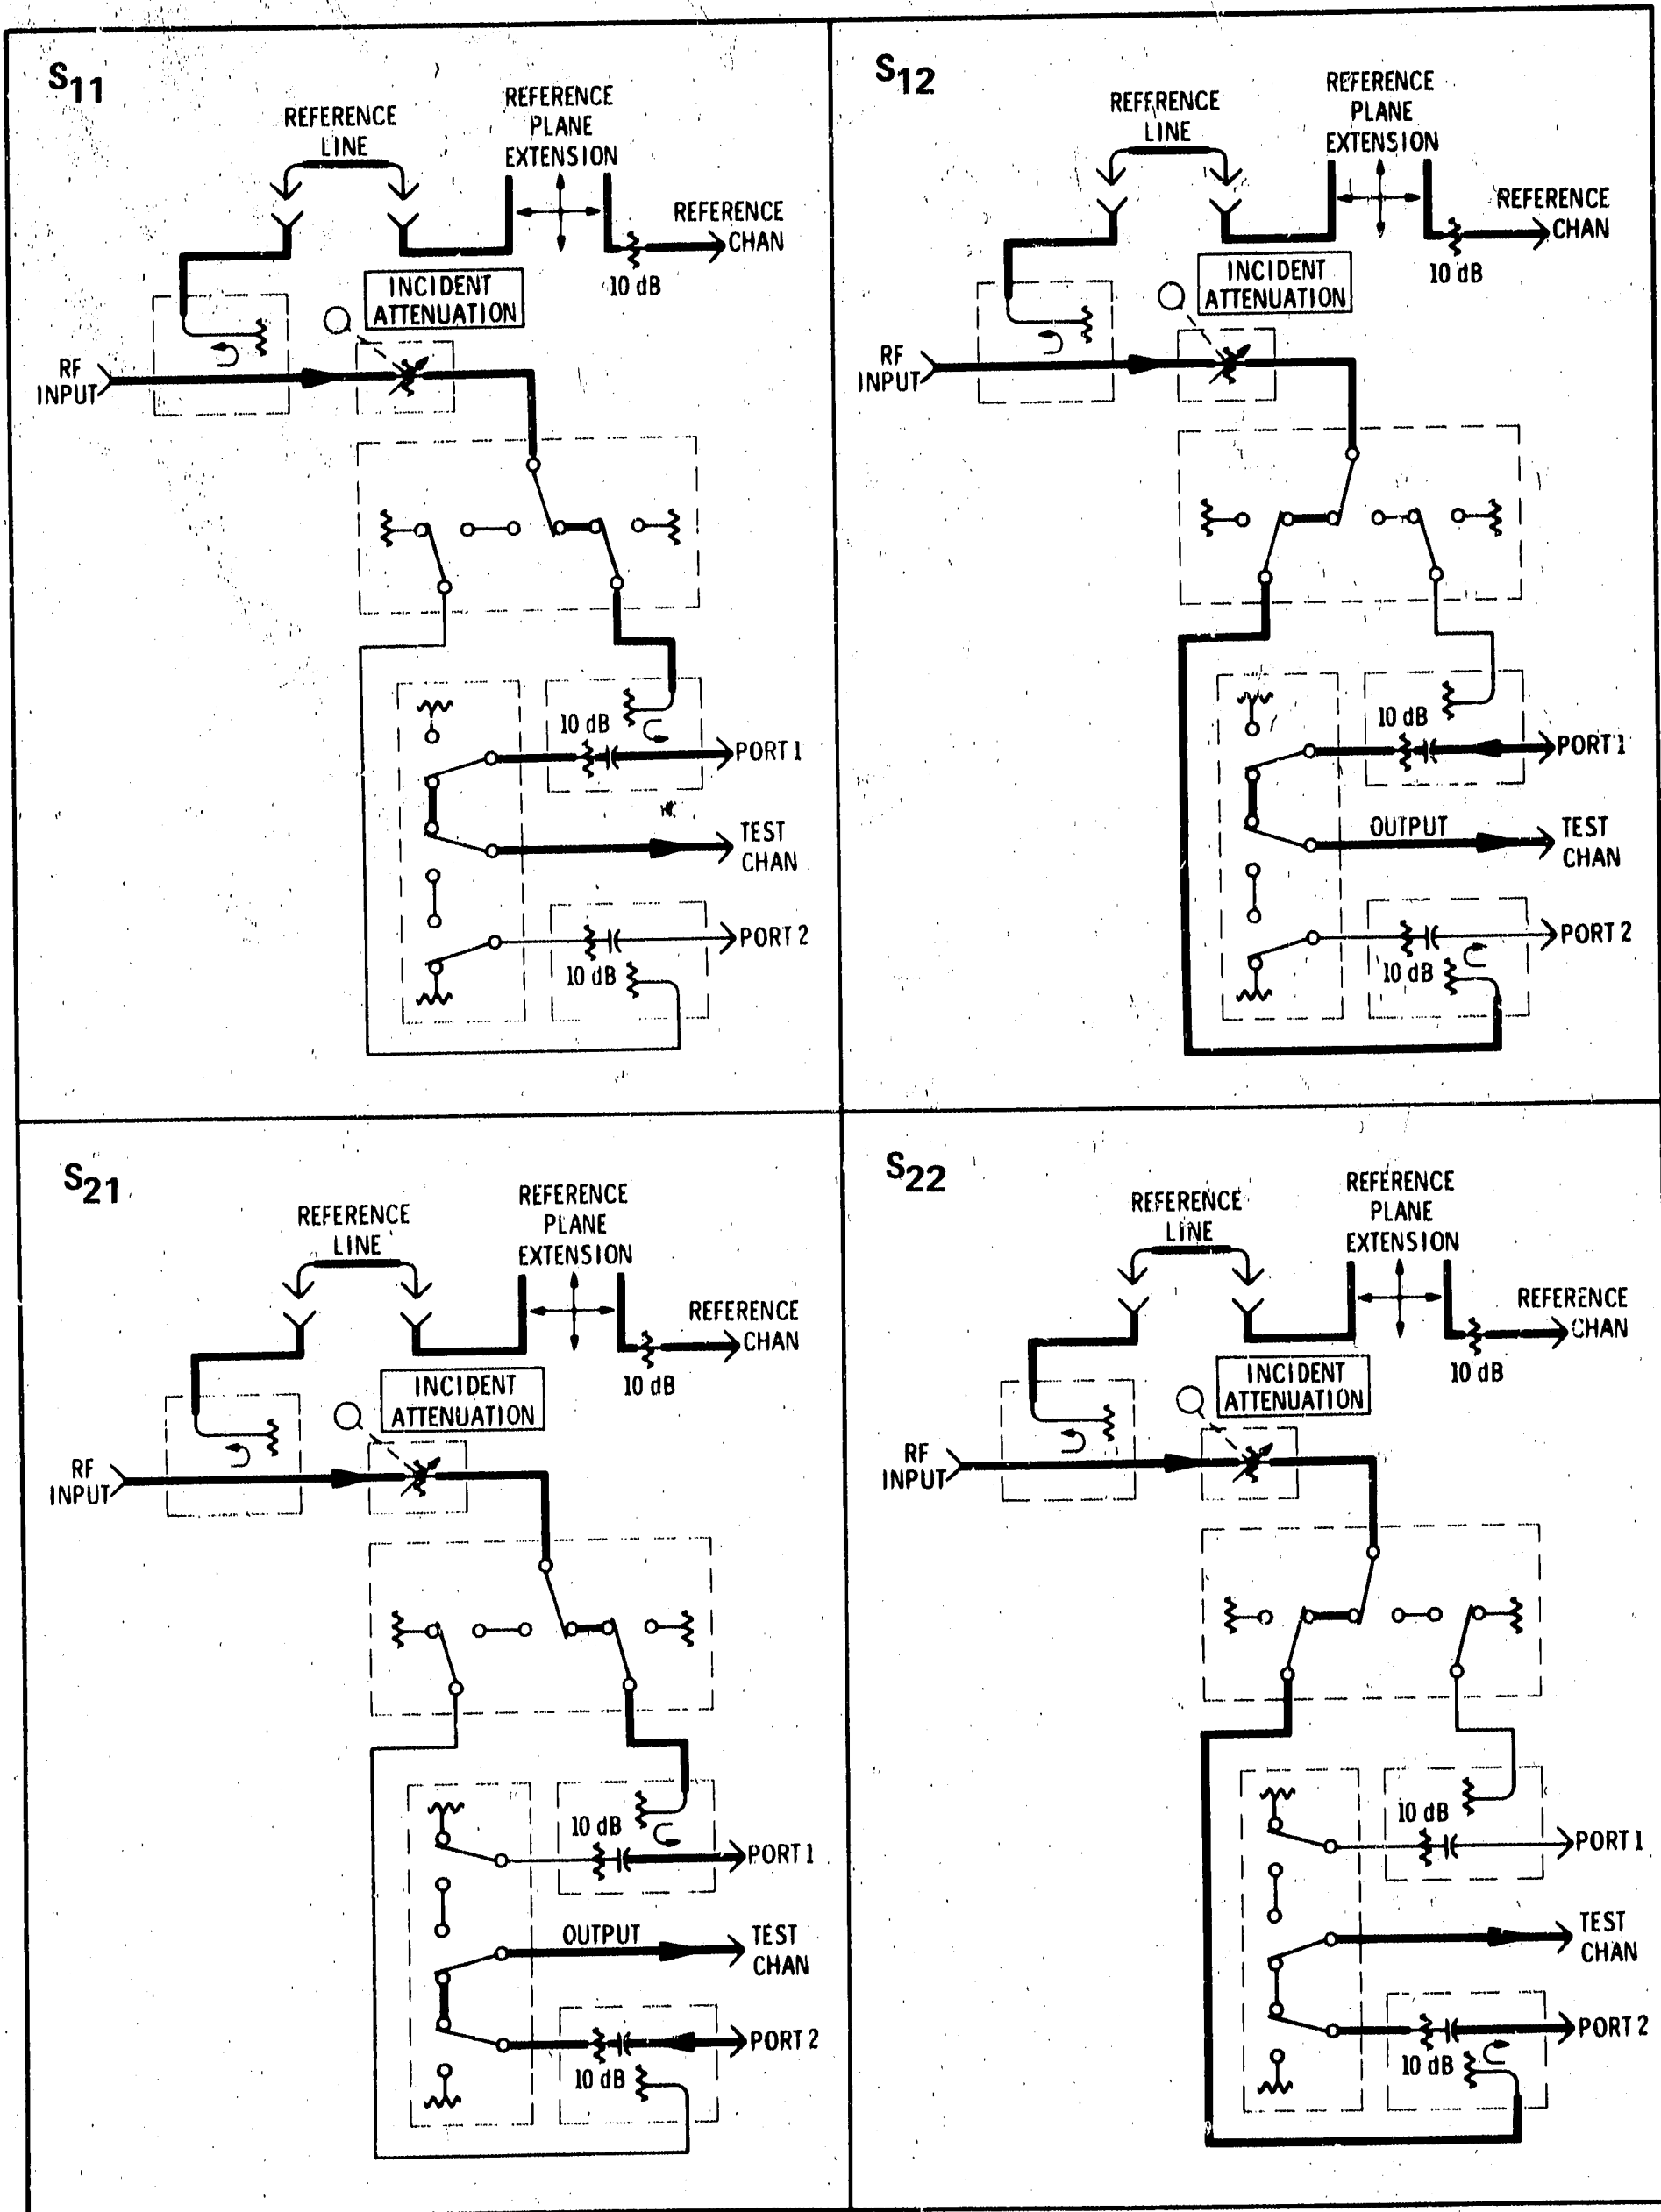 S11
REFERENCE
LINE
REFERENCE
PLANE
EXTENSION
REFERENCE
CHAN
10 dB
INCIDENT
ATTENUATION
RF
INPUT
10 dB
PORT 1
TEST
CHAN
PORT 2
10 dB
S12
REFERENCE
LINE
REFERENCE
PLANE
EXTENSION
REFERENCE
CHAN
10 dB
INCIDENT
ATTENUATION
RF
INPUT
10 dB
PORT 1
OUTPUT
TEST
CHAN
PORT 2
10 dB
S21
REFERENCE
LINE
REFERENCE
PLANE
EXTENSION
REFERENCE
CHAN
10 dB
INCIDENT
ATTENUATION
RF
INPUT
10 dB
PORT 1
OUTPUT
TEST
CHAN
PORT 2
10 dB
S22
REFERENCE
LINE
REFERENCE
PLANE
EXTENSION
REFERENCE
CHAN
10 dB
INCIDENT
ATTENUATION
RF
INPUT
10 dB
PORT 1
TEST
CHAN
PORT 2
10 dB